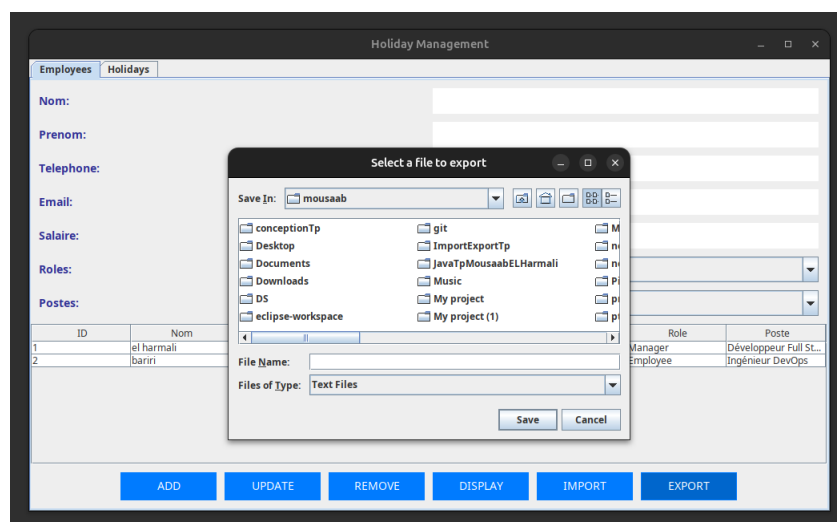 Holiday Management
Employees Holidays
Nom:
Prenom:
Telephone:
Email:
Salaire:
Roles:
Postes:
Select a file to export
Save In: mousaab
conceptionTp git
Desktop ImportExportTp
Documents JavaTpMousaabELHarmali
Downloads Music
DS My project
eclipse-workspace My project (1)
File Name:
Files of Type: Text Files
Save Cancel
ID Nom Role Poste
1 el harmali Manager Développeur Full St...
2 bariri Employee Ingénieur DevOps
ADD UPDATE REMOVE DISPLAY IMPORT EXPORT